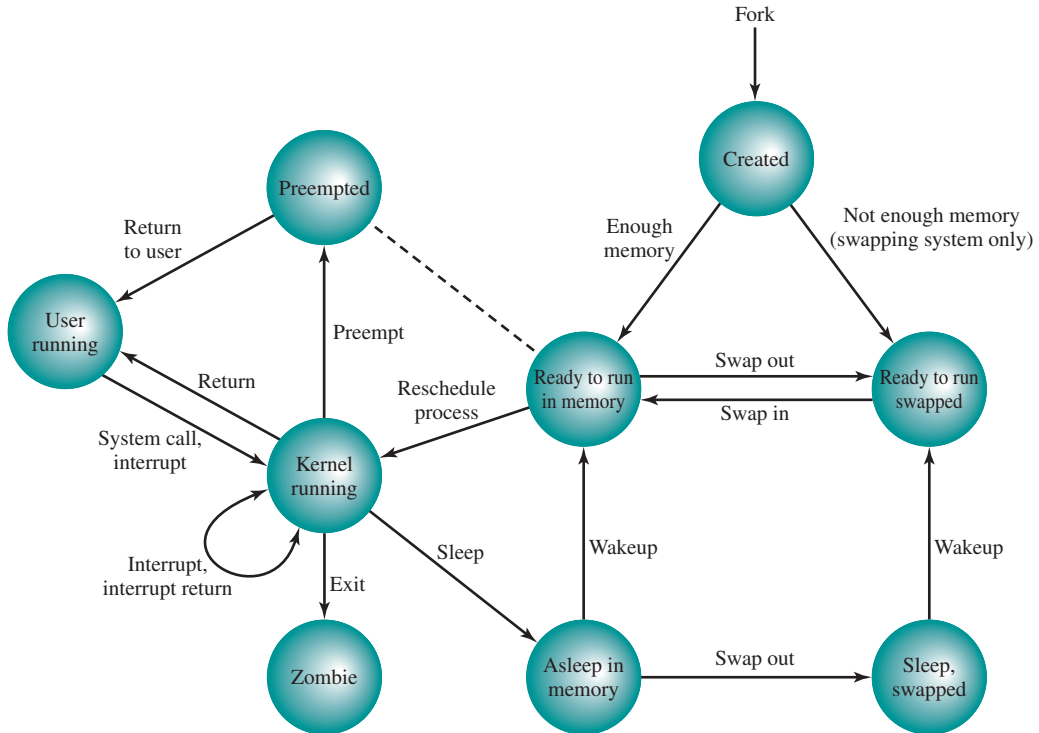 Fork
Created
Preempted
Enough
memory
Not enough memory
(swapping system only)
Return
to user
User
running
Preempt
Return
Reschedule
process
Ready to run
in memory
Swap out
Swap in
Ready to run
swapped
System call,
interrupt
Kernel
running
Interrupt,
interrupt return
Sleep
Wakeup
Wakeup
Exit
Zombie
Asleep in
memory
Swap out
Sleep,
swapped